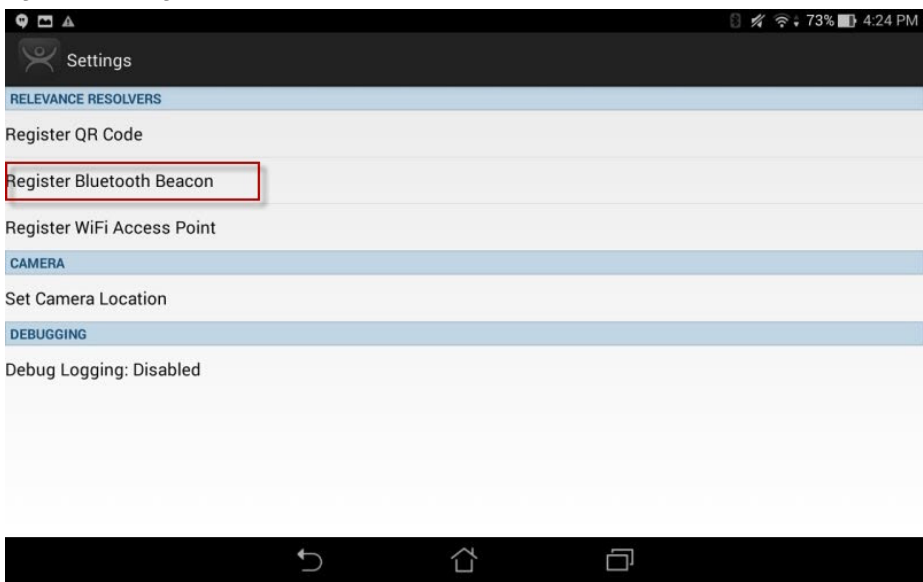 73% 4:24 PM
Settings
RELEVANCE RESOLVERS
Register QR Code
Register Bluetooth Beacon
Register WiFi Access Point
CAMERA
Set Camera Location
DEBUGGING
Debug Logging: Disabled